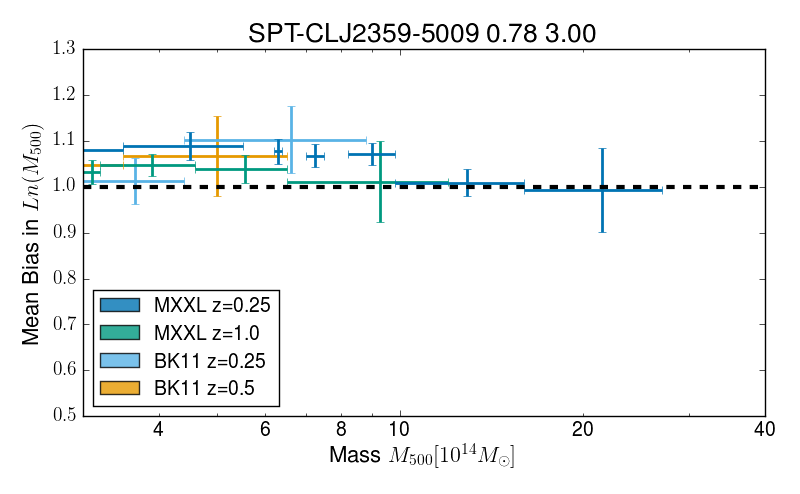 SPT-CLJ2359-5009 0.78 3.00
1.3
1.2
1.1
1.0
0.9
0.8
0.7
0.6
0.5
Mean Bias in Ln(M500)
MXXL z=0.25
MXXL z=1.0
BK11 z=0.25
BK11 z=0.5
4 6 8 10 20 40
Mass M500[10^14 M⊙]